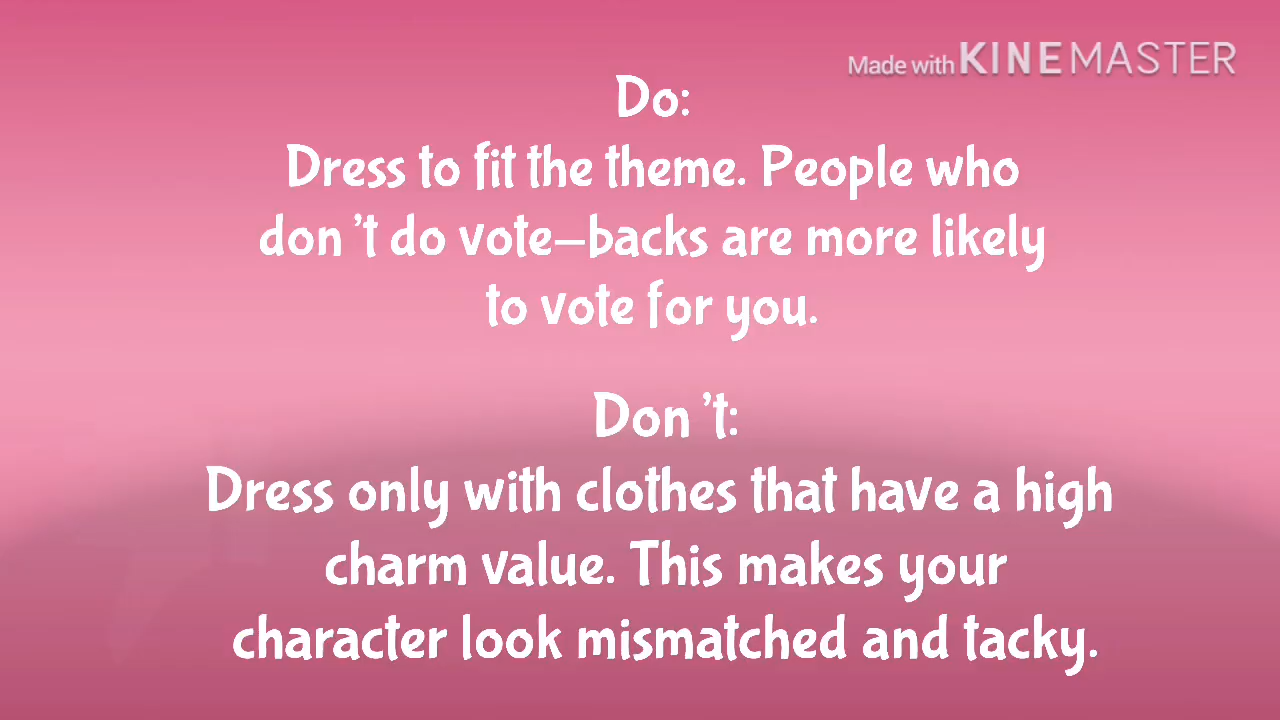 Made with KINEMASTER
Do:
Dress to fit the theme. People who
don't do vote-backs are more likely
to vote for you.
Don't:
Dress only with clothes that have a high
charm value. This makes your
character look mismatched and tacky.